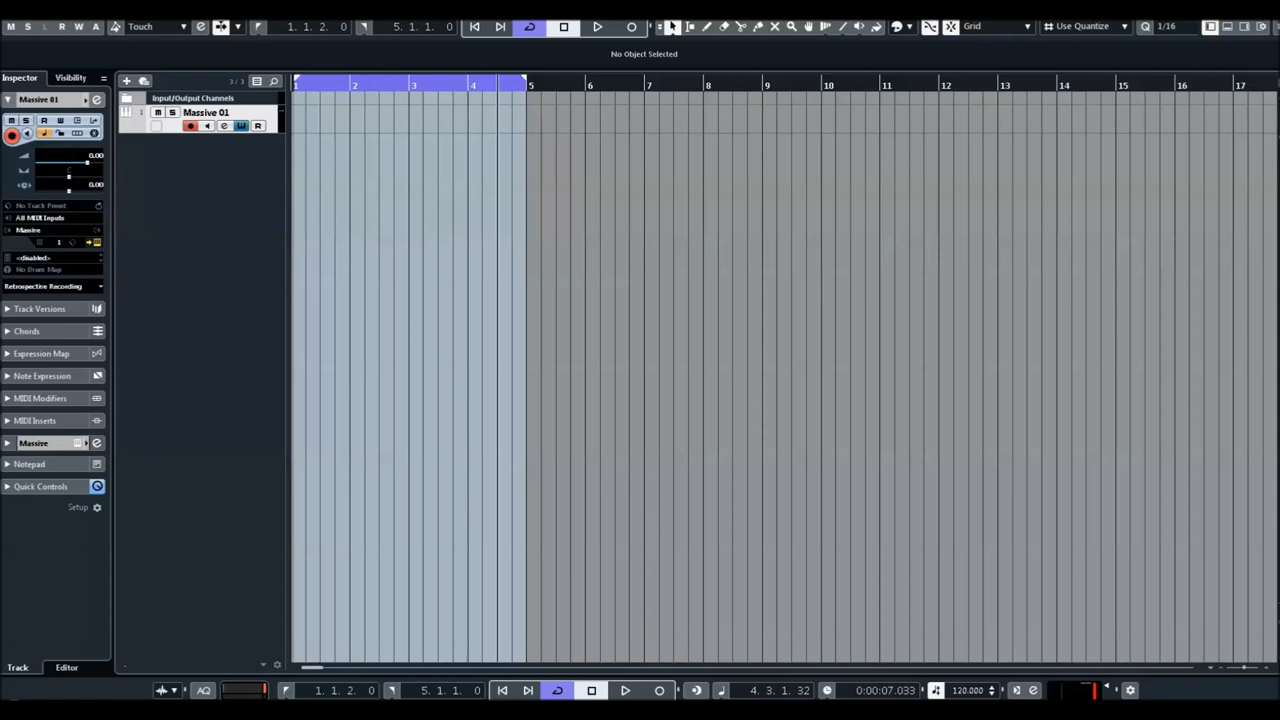 M S L R W A Touch 1. 1. 2. 0 5. 1. 1. 0 Grid Use Quantize Q 1/16
No Object Selected
Inspector Visibility
3 / 3
1 2 3 4 5 6 7 8 9 10 11 12 13 14 15 16 17
Massive 01
Input/Output Channels
1 m S Massive 01
e R
m S R W
0.00
C
0.00
No Track Preset
All MIDI Inputs
Massive
1
<disabled>
No Drum Map
Retrospective Recording
Track Versions
Chords
Expression Map
Note Expression
MIDI Modifiers
MIDI Inserts
Massive
Notepad
Quick Controls
Setup
Track Editor
AQ 1. 1. 2. 0 5. 1. 1. 0 4. 3. 1. 32 0:00:07.033 120.000